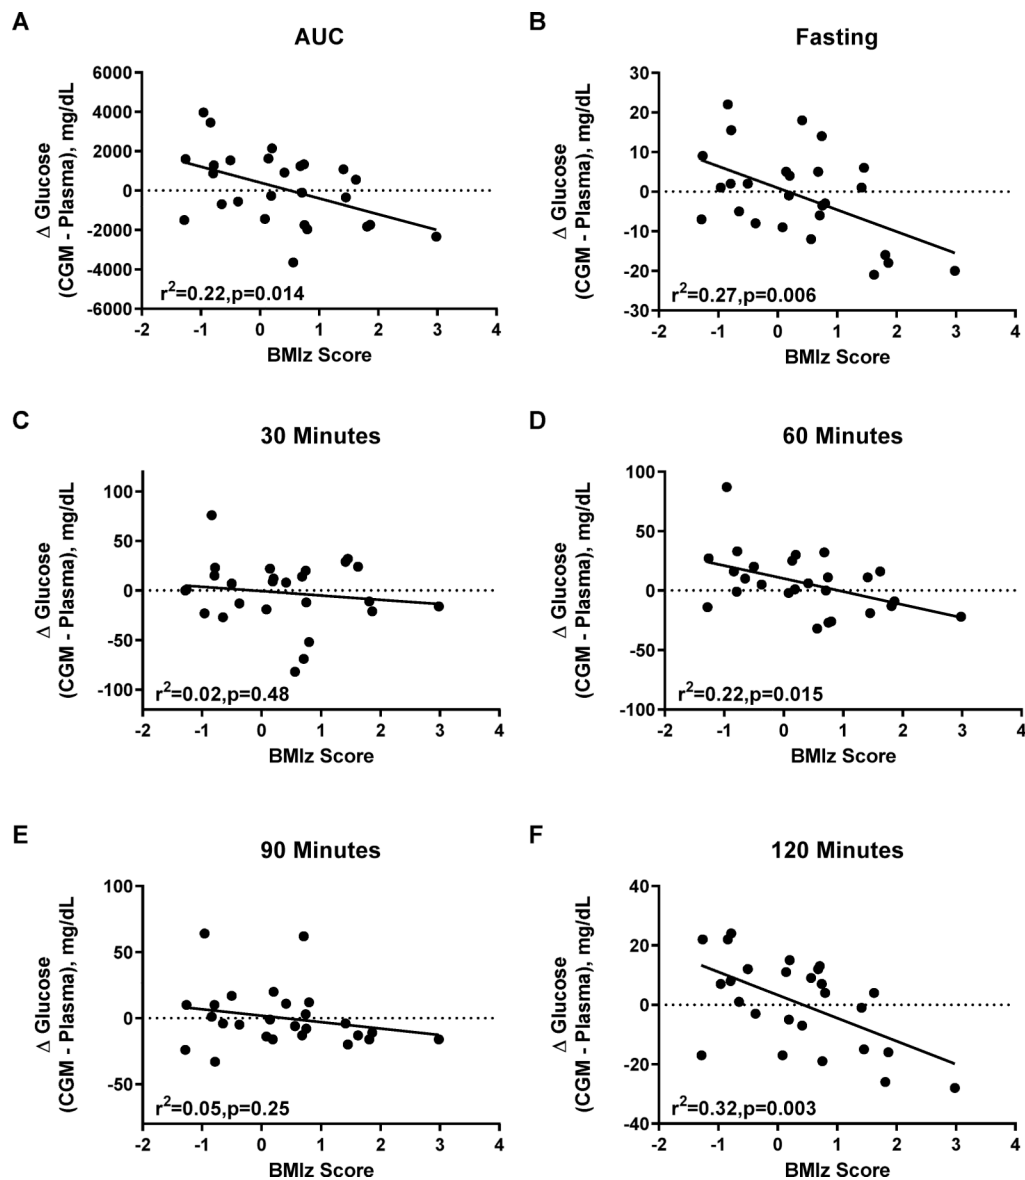 A
AUC
Δ Glucose
(CGM - Plasma), mg/dL
6000
4000
2000
0
-2000
-4000
-6000
r²=0.22,p=0.014
-2 -1 0 1 2 3 4
BMIz Score
B
Fasting
Δ Glucose
(CGM - Plasma), mg/dL
30
20
10
0
-10
-20
-30
r²=0.27,p=0.006
-2 -1 0 1 2 3 4
BMIz Score
C
30 Minutes
Δ Glucose
(CGM - Plasma), mg/dL
100
50
0
-50
-100
r²=0.02,p=0.48
-2 -1 0 1 2 3 4
BMIz Score
D
60 Minutes
Δ Glucose
(CGM - Plasma), mg/dL
100
50
0
-50
-100
r²=0.22,p=0.015
-2 -1 0 1 2 3 4
BMIz Score
E
90 Minutes
Δ Glucose
(CGM - Plasma), mg/dL
100
50
0
-50
r²=0.05,p=0.25
-2 -1 0 1 2 3 4
BMIz Score
F
120 Minutes
Δ Glucose
(CGM - Plasma), mg/dL
40
20
0
-20
-40
r²=0.32,p=0.003
-2 -1 0 1 2 3 4
BMIz Score